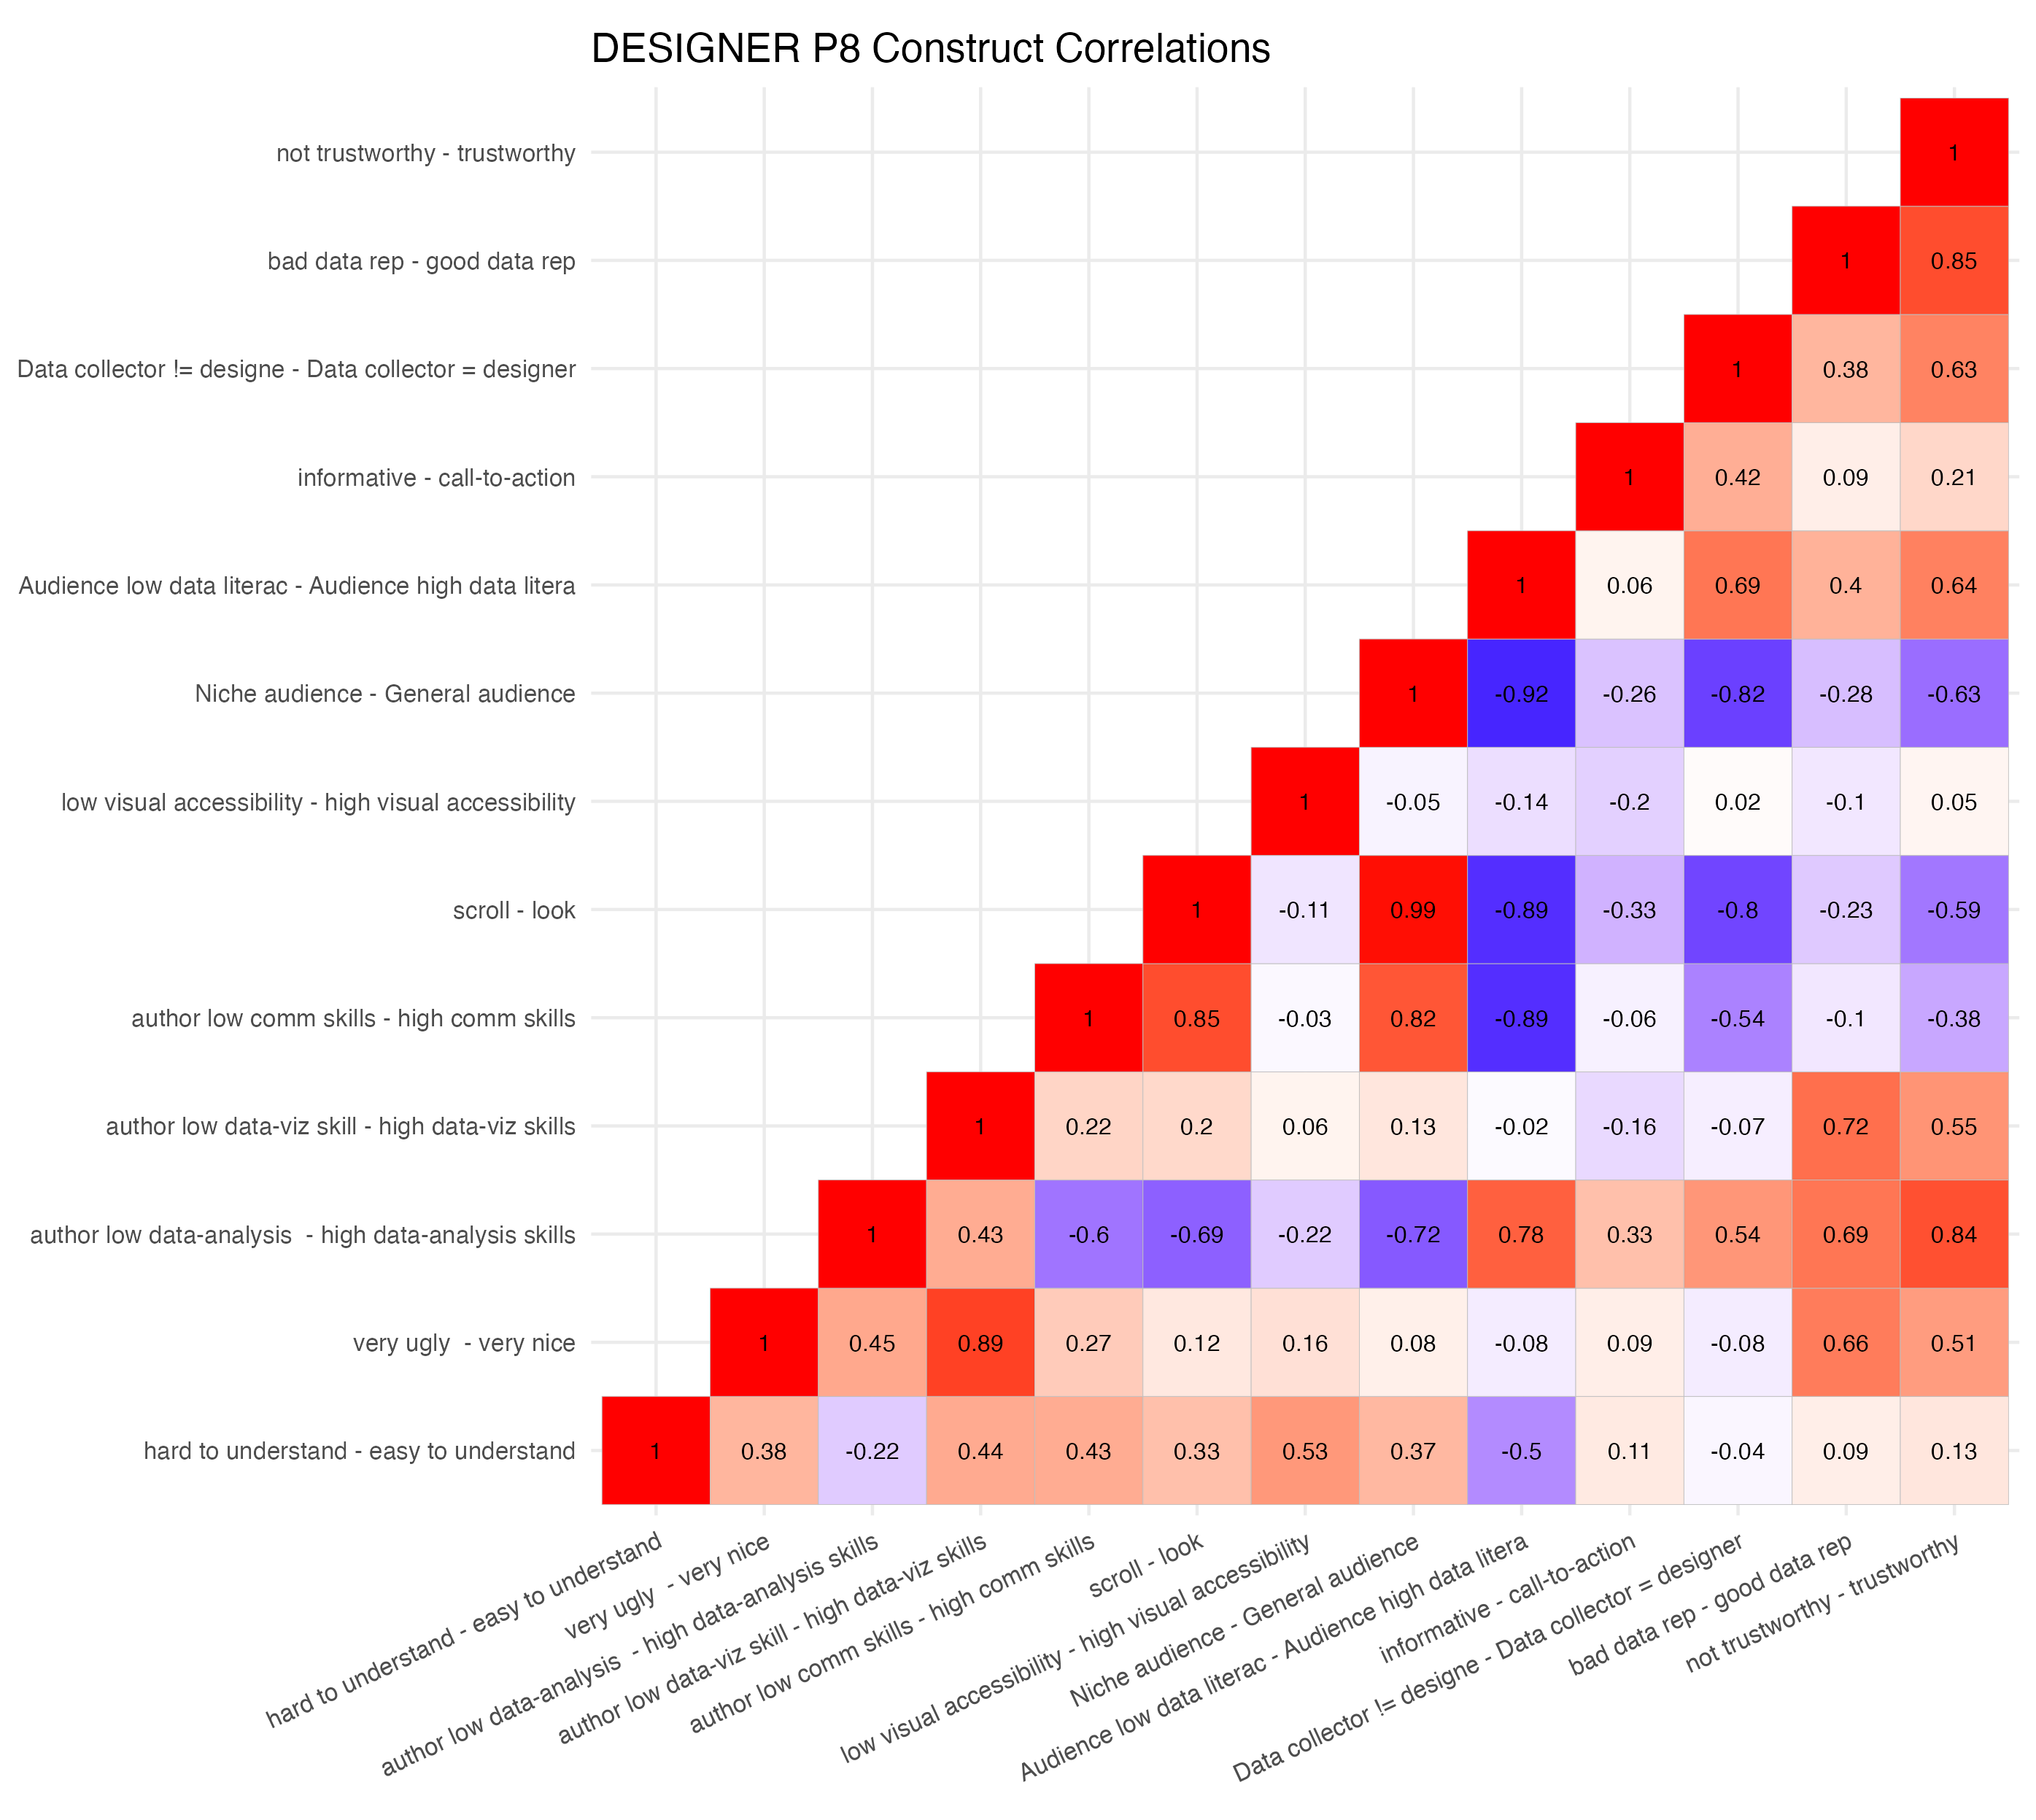 DESIGNER P8 Construct Correlations
not trustworthy - trustworthy 1
bad data rep - good data rep 1 0.85
Data collector != designe - Data collector = designer 1 0.38 0.63
informative - call-to-action 1 0.42 0.09 0.21
Audience low data literac - Audience high data litera 1 0.06 0.69 0.4 0.64
Niche audience - General audience 1 -0.92 -0.26 -0.82 -0.28 -0.63
low visual accessibility - high visual accessibility 1 -0.05 -0.14 -0.2 0.02 -0.1 0.05
scroll - look 1 -0.11 0.99 -0.89 -0.33 -0.8 -0.23 -0.59
author low comm skills - high comm skills 1 0.85 -0.03 0.82 -0.89 -0.06 -0.54 -0.1 -0.38
author low data-viz skill - high data-viz skills 1 0.22 0.2 0.06 0.13 -0.02 -0.16 -0.07 0.72 0.55
author low data-analysis  - high data-analysis skills 1 0.43 -0.6 -0.69 -0.22 -0.72 0.78 0.33 0.54 0.69 0.84
very ugly  - very nice 1 0.45 0.89 0.27 0.12 0.16 0.08 -0.08 0.09 -0.08 0.66 0.51
hard to understand - easy to understand 1 0.38 -0.22 0.44 0.43 0.33 0.53 0.37 -0.5 0.11 -0.04 0.09 0.13
hard to understand - easy to understand
very ugly  - very nice
author low data-analysis  - high data-analysis skills
author low data-viz skill - high data-viz skills
author low comm skills - high comm skills
scroll - look
low visual accessibility - high visual accessibility
Niche audience - General audience
Audience low data literac - Audience high data litera
informative - call-to-action
Data collector != designe - Data collector = designer
bad data rep - good data rep
not trustworthy - trustworthy